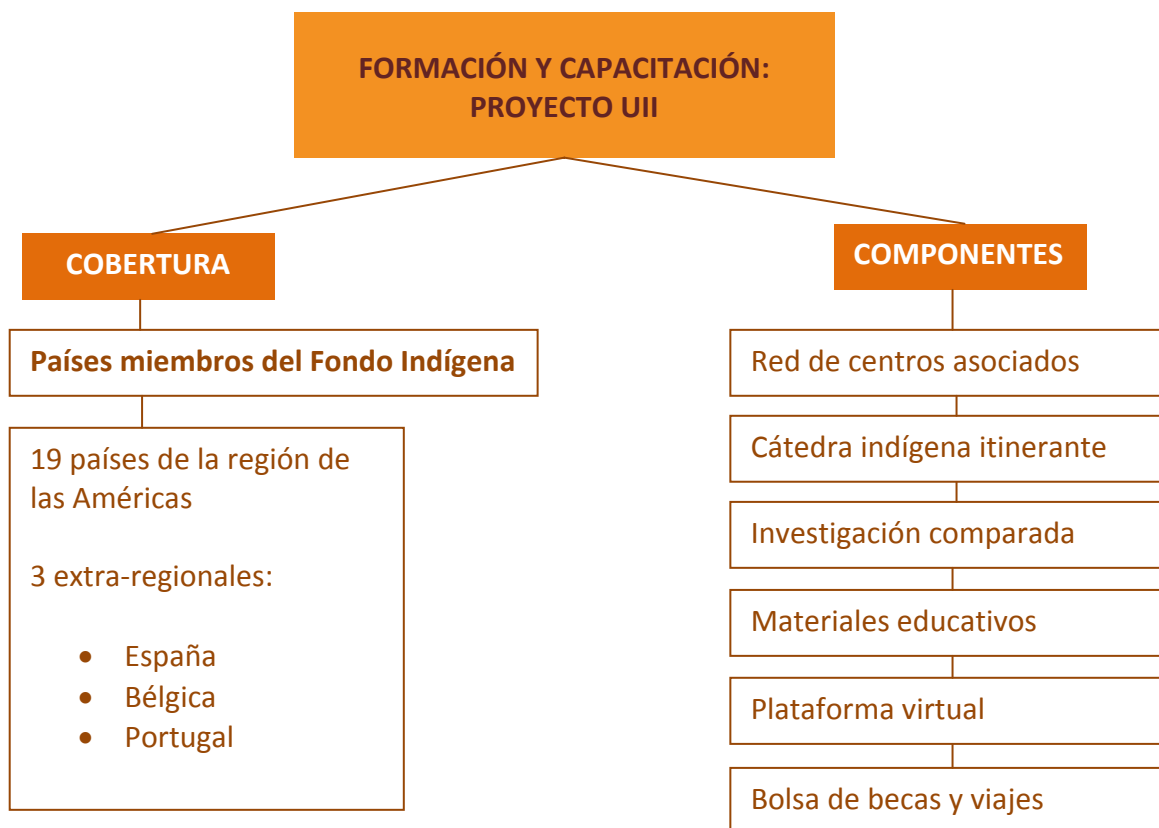 FORMACIÓN Y CAPACITACIÓN:
PROYECTO UII
COBERTURA
Países miembros del Fondo Indígena
19 países de la región de
las Américas
3 extra-regionales:
• España
• Bélgica
• Portugal
COMPONENTES
Red de centros asociados
Cátedra indígena itinerante
Investigación comparada
Materiales educativos
Plataforma virtual
Bolsa de becas y viajes